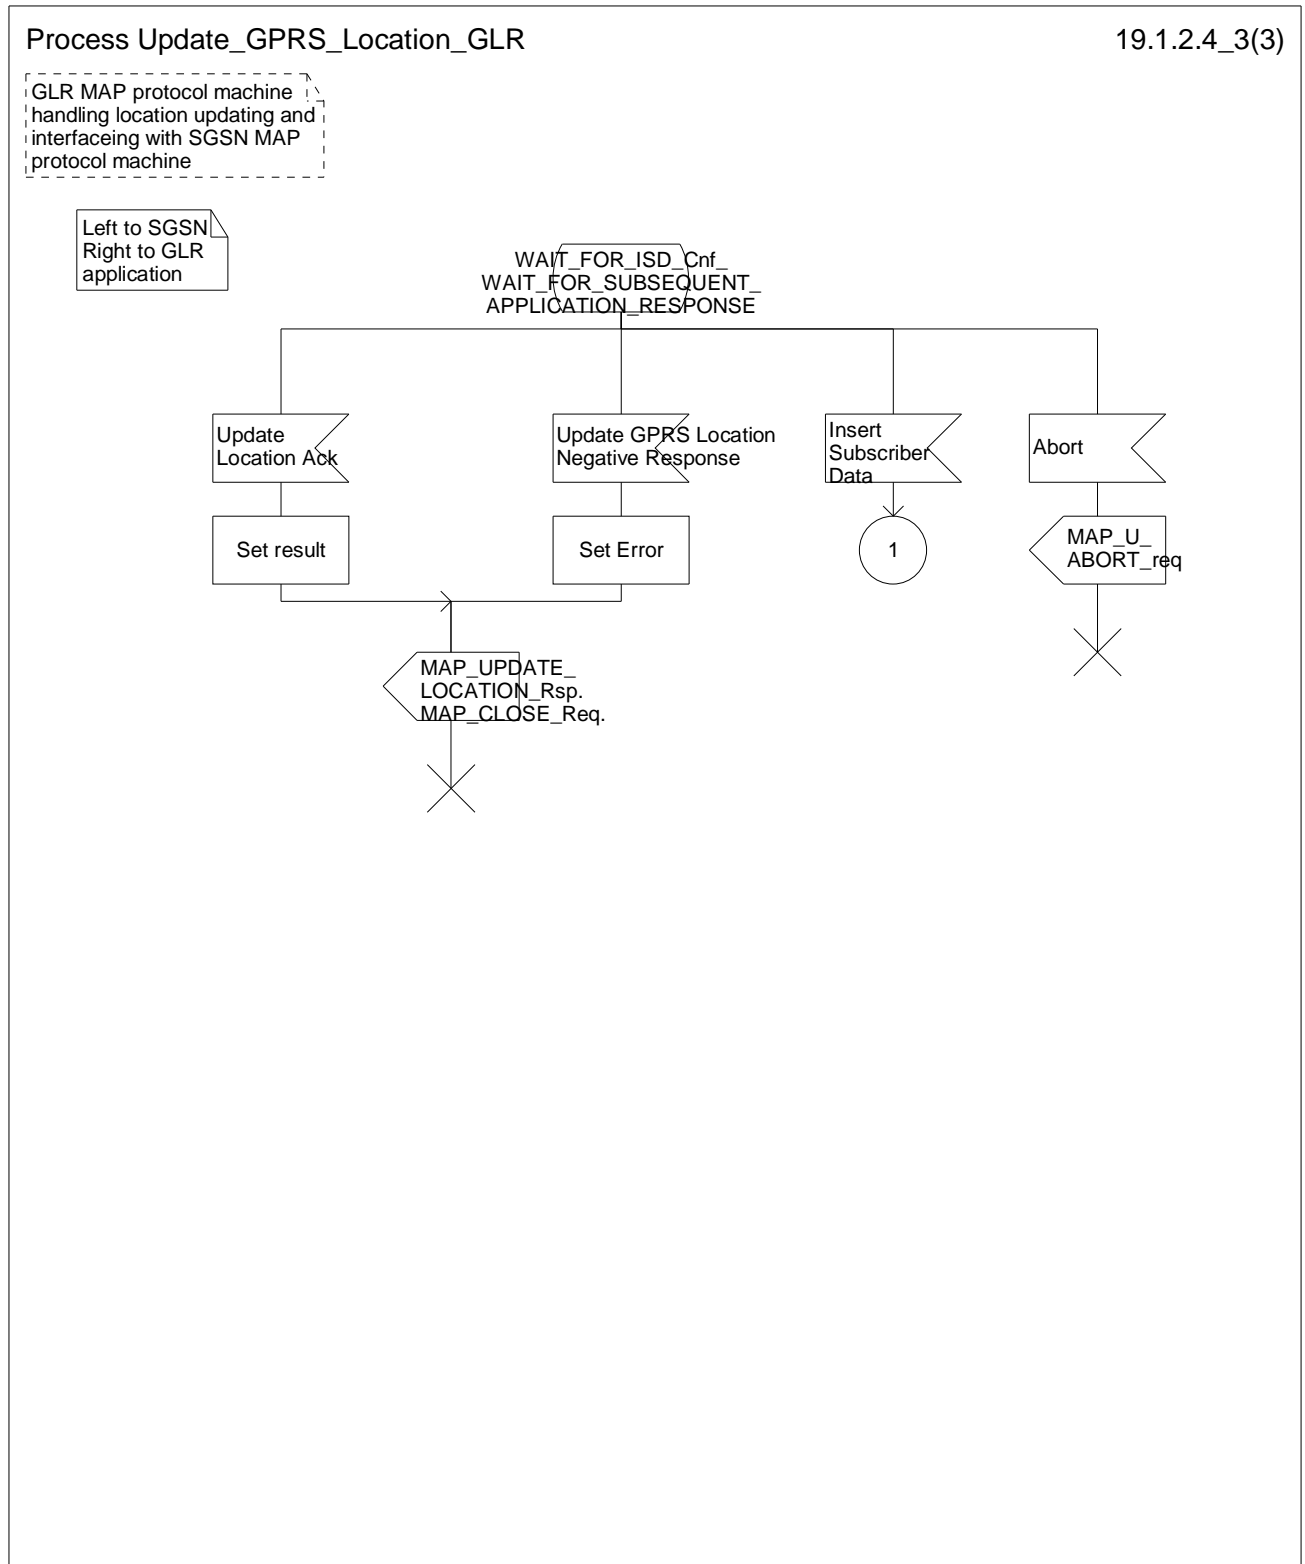 Process Update_GPRS_Location_GLR
19.1.2.4_3(3)
GLR MAP protocol machine
handling location updating and
interfaceing with SGSN MAP
protocol machine
Left to SGSN
Right to GLR
application
WAIT_FOR_ISD_Cnf_
WAIT_FOR_SUBSEQUENT_
APPLICATION_RESPONSE
Update
Location Ack
Update GPRS Location
Negative Response
Insert
Subscriber
Data
Abort
Set result
Set Error
1
MAP_U_
ABORT_req
MAP_UPDATE_
LOCATION_Rsp.
MAP_CLOSE_Req.